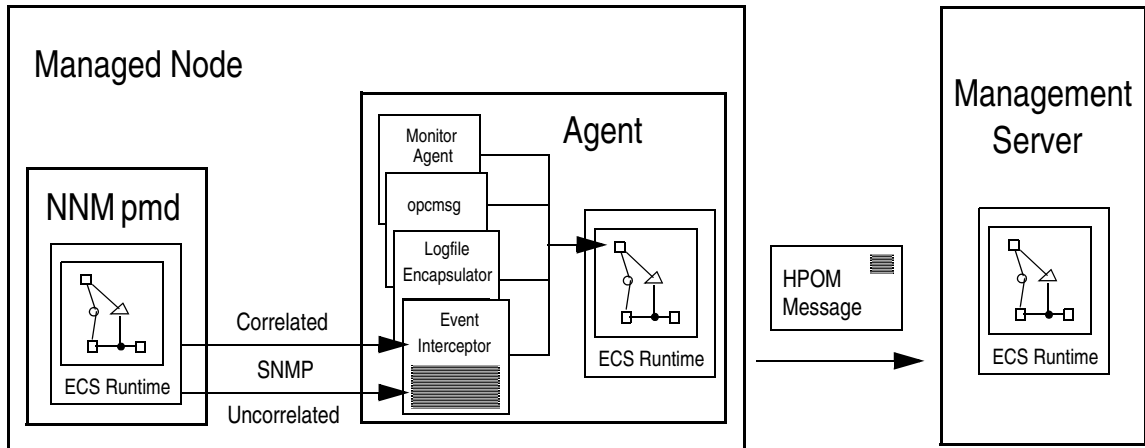 Managed Node
Agent
Management
Server
Monitor
Agent
NNM pmd
opcmsg
Logfile
Encapsulator
HPOM
Message
Correlated
Event
Interceptor
SNMP
ECS Runtime
ECS Runtime
ECS Runtime
Uncorrelated